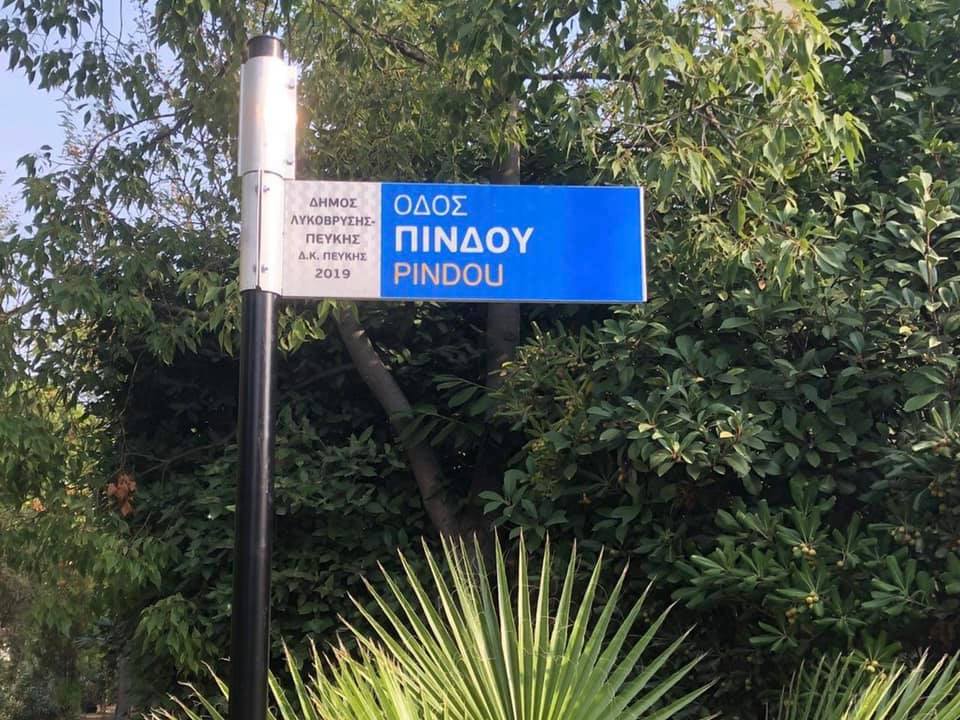 ΔΗΜΟΣ
ΛΥΚΟΒΡΥΣΗΣ-
ΠΕΥΚΗΣ
Δ.Κ. ΠΕΥΚΗΣ
2019
ΟΔΟΣ
ΠΙΝΔΟΥ
PINDOU